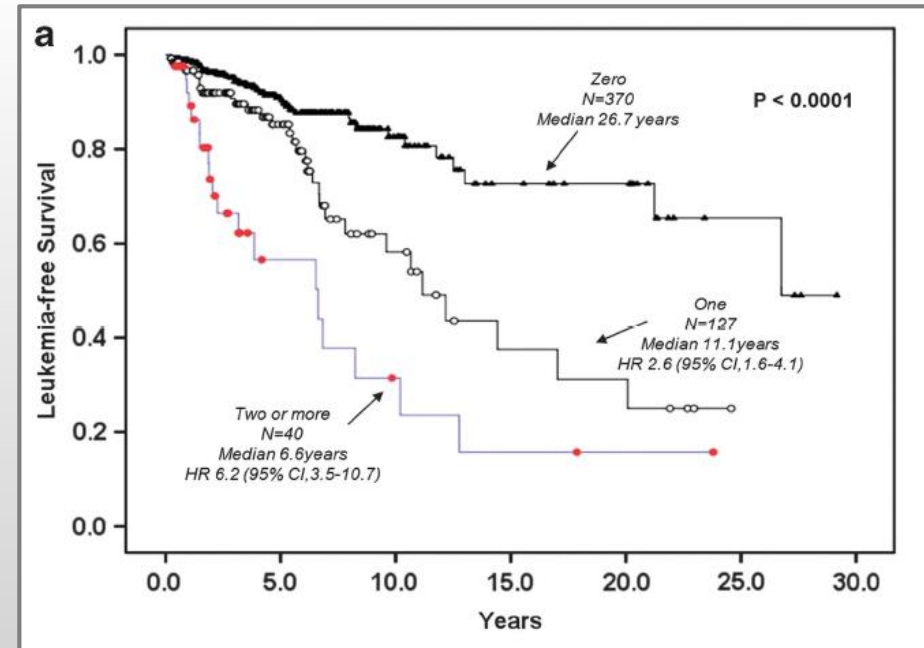 a
Leukemia-free Survival
1.0
0.8
0.6
0.4
0.2
0.0
Zero
N=370
Median 26.7 years
P < 0.0001
One
N=127
Median 11.1years
HR 2.6 (95% CI,1.6-4.1)
Two or more
N=40
Median 6.6years
HR 6.2 (95% CI,3.5-10.7)
0.0 5.0 10.0 15.0 20.0 25.0 30.0
Years